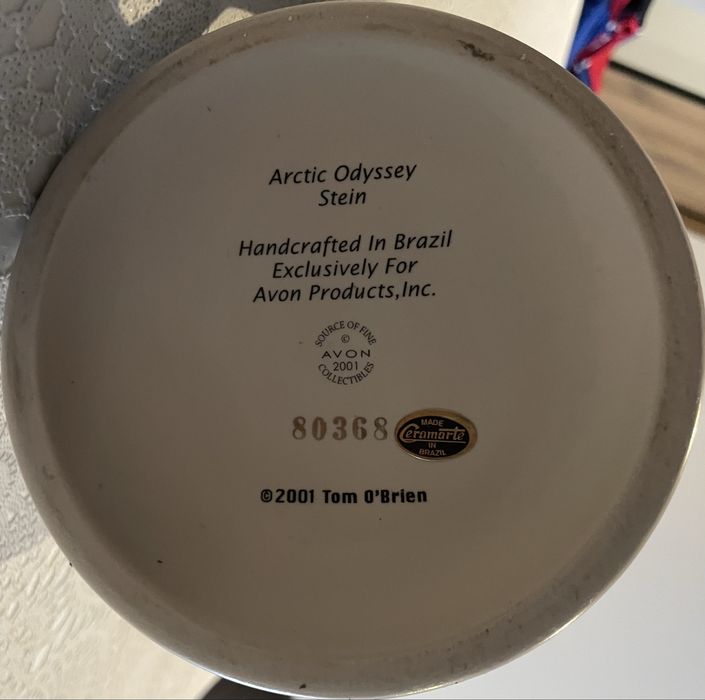 Arctic Odyssey
Stein
Handcrafted In Brazil
Exclusively For
Avon Products,Inc.
SOURCE OF FINE
©
AVON
2001
COLLECTIBLES
80368
MADE
Ceramarte
IN
BRAZIL
©2001 Tom O'Brien